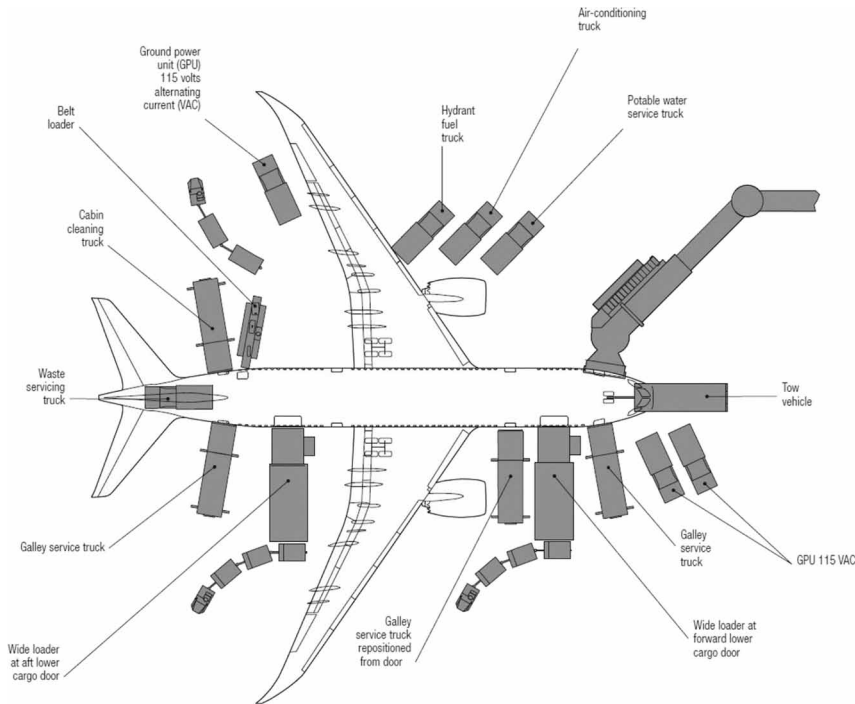 Air-conditioning
truck
Ground power
unit (GPU)
115 volts
alternating
current (VAC)
Hydrant
fuel
truck
Potable water
service truck
Belt
loader
Cabin
cleaning
truck
Waste
servicing
truck
Tow
vehicle
Galley service truck
Galley
service
truck
GPU 115 VAC
Wide loader
at aft lower
cargo door
Galley
service truck
repositioned
from door
Wide loader at
forward lower
cargo door